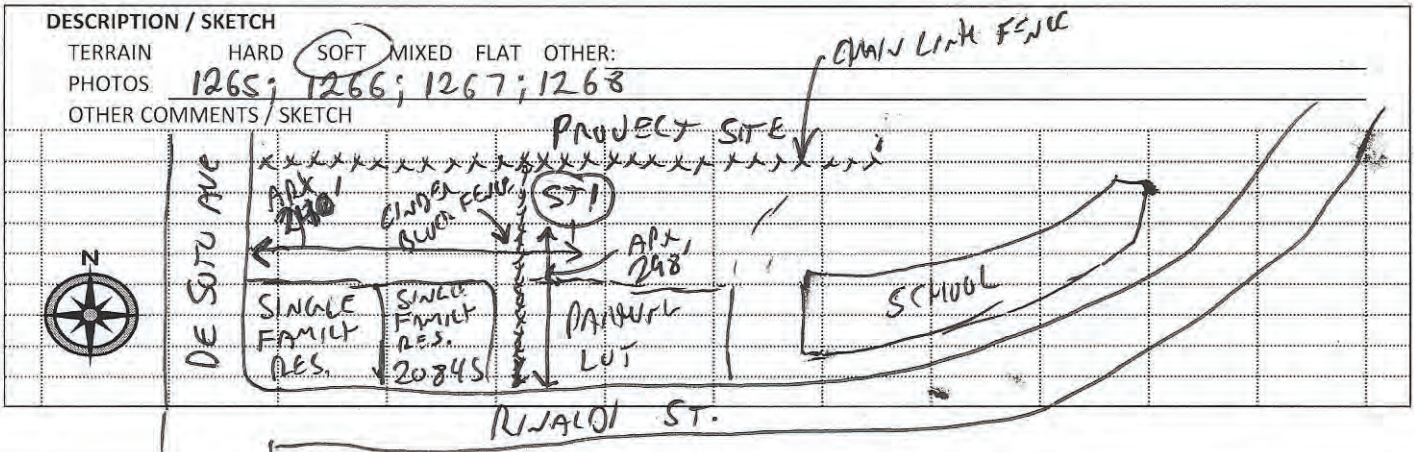 DESCRIPTION / SKETCH
TERRAIN HARD SOFT MIXED FLAT OTHER:
CHAIN LINK FENCE
PHOTOS 1265; 1266; 1267; 1268
OTHER COMMENTS / SKETCH
PROJECT SITE
DE SOTO AVE
APX
CINDER BLOCK FENCE
ST1
APX,
298'
N
SINGLE
FAMILY
RES.
SINGLE
FAMILY
RES.
20845
PARKING
LOT
SCHOOL
RINALDI ST.